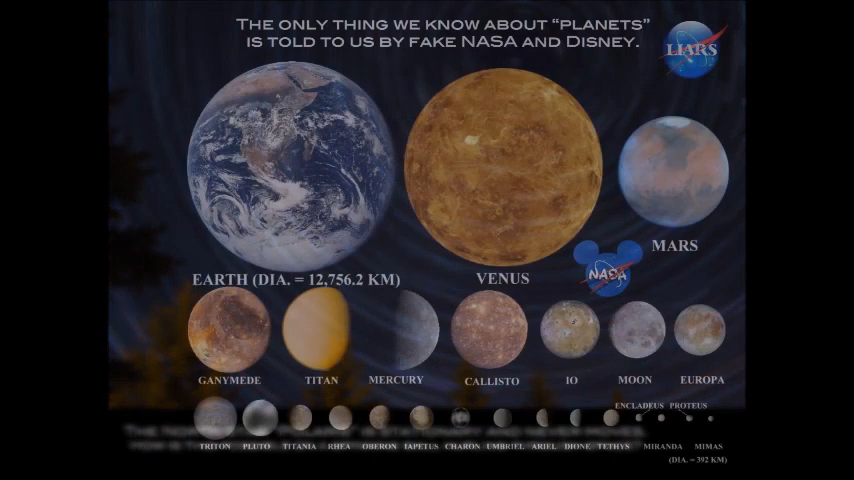 THE ONLY THING WE KNOW ABOUT "PLANETS"
IS TOLD TO US BY FAKE NASA AND DISNEY.
LIARS
MARS
NASA
EARTH (DIA. = 12,756.2 KM)
VENUS
GANYMEDE TITAN MERCURY CALLISTO IO MOON EUROPA
ENCLADEUS PROTEUS
TRITON PLUTO TITANIA RHEA OBERON IAPETUS CHARON UMBRIEL ARIEL DIONE TETHYS MIRANDA MIMAS
(DIA. = 392 KM)